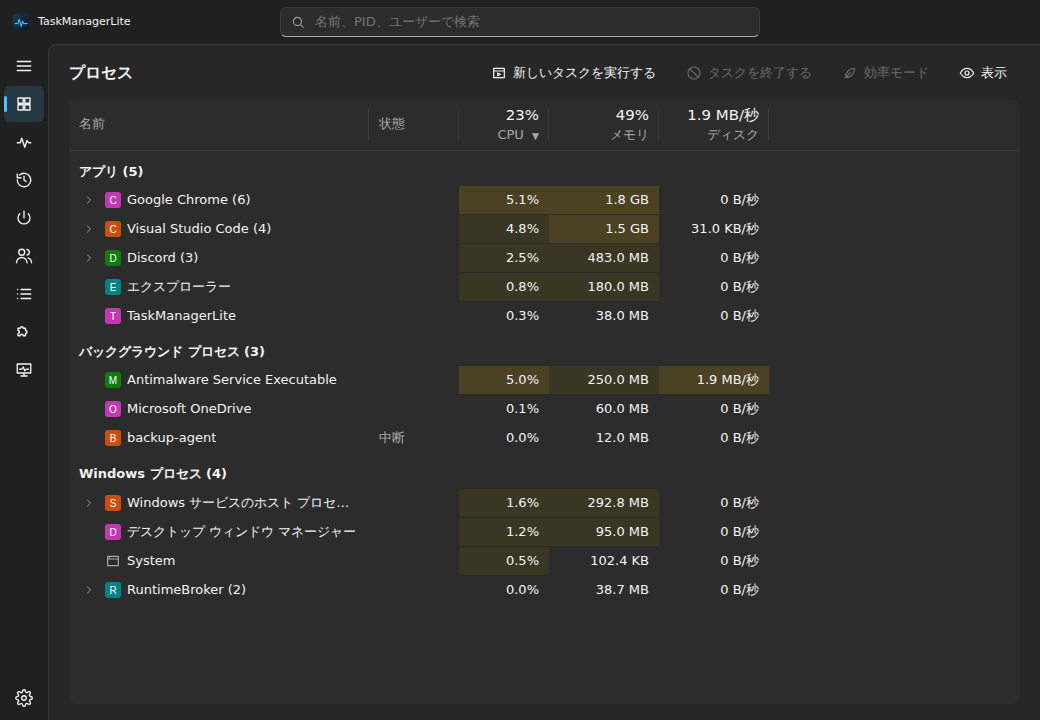 TaskManagerLite
名前、PID、ユーザーで検索
プロセス
新しいタスクを実行する
タスクを終了する
効率モード
表示
名前 状態 23% CPU ▼ 49% メモリ 1.9 MB/秒 ディスク
アプリ (5)
C Google Chrome (6) 5.1% 1.8 GB 0 B/秒
C Visual Studio Code (4) 4.8% 1.5 GB 31.0 KB/秒
D Discord (3) 2.5% 483.0 MB 0 B/秒
E エクスプローラー 0.8% 180.0 MB 0 B/秒
T TaskManagerLite 0.3% 38.0 MB 0 B/秒
バックグラウンド プロセス (3)
M Antimalware Service Executable 5.0% 250.0 MB 1.9 MB/秒
O Microsoft OneDrive 0.1% 60.0 MB 0 B/秒
B backup-agent 中断 0.0% 12.0 MB 0 B/秒
Windows プロセス (4)
S Windows サービスのホスト プロセ... 1.6% 292.8 MB 0 B/秒
D デスクトップ ウィンドウ マネージャー 1.2% 95.0 MB 0 B/秒
System 0.5% 102.4 KB 0 B/秒
R RuntimeBroker (2) 0.0% 38.7 MB 0 B/秒